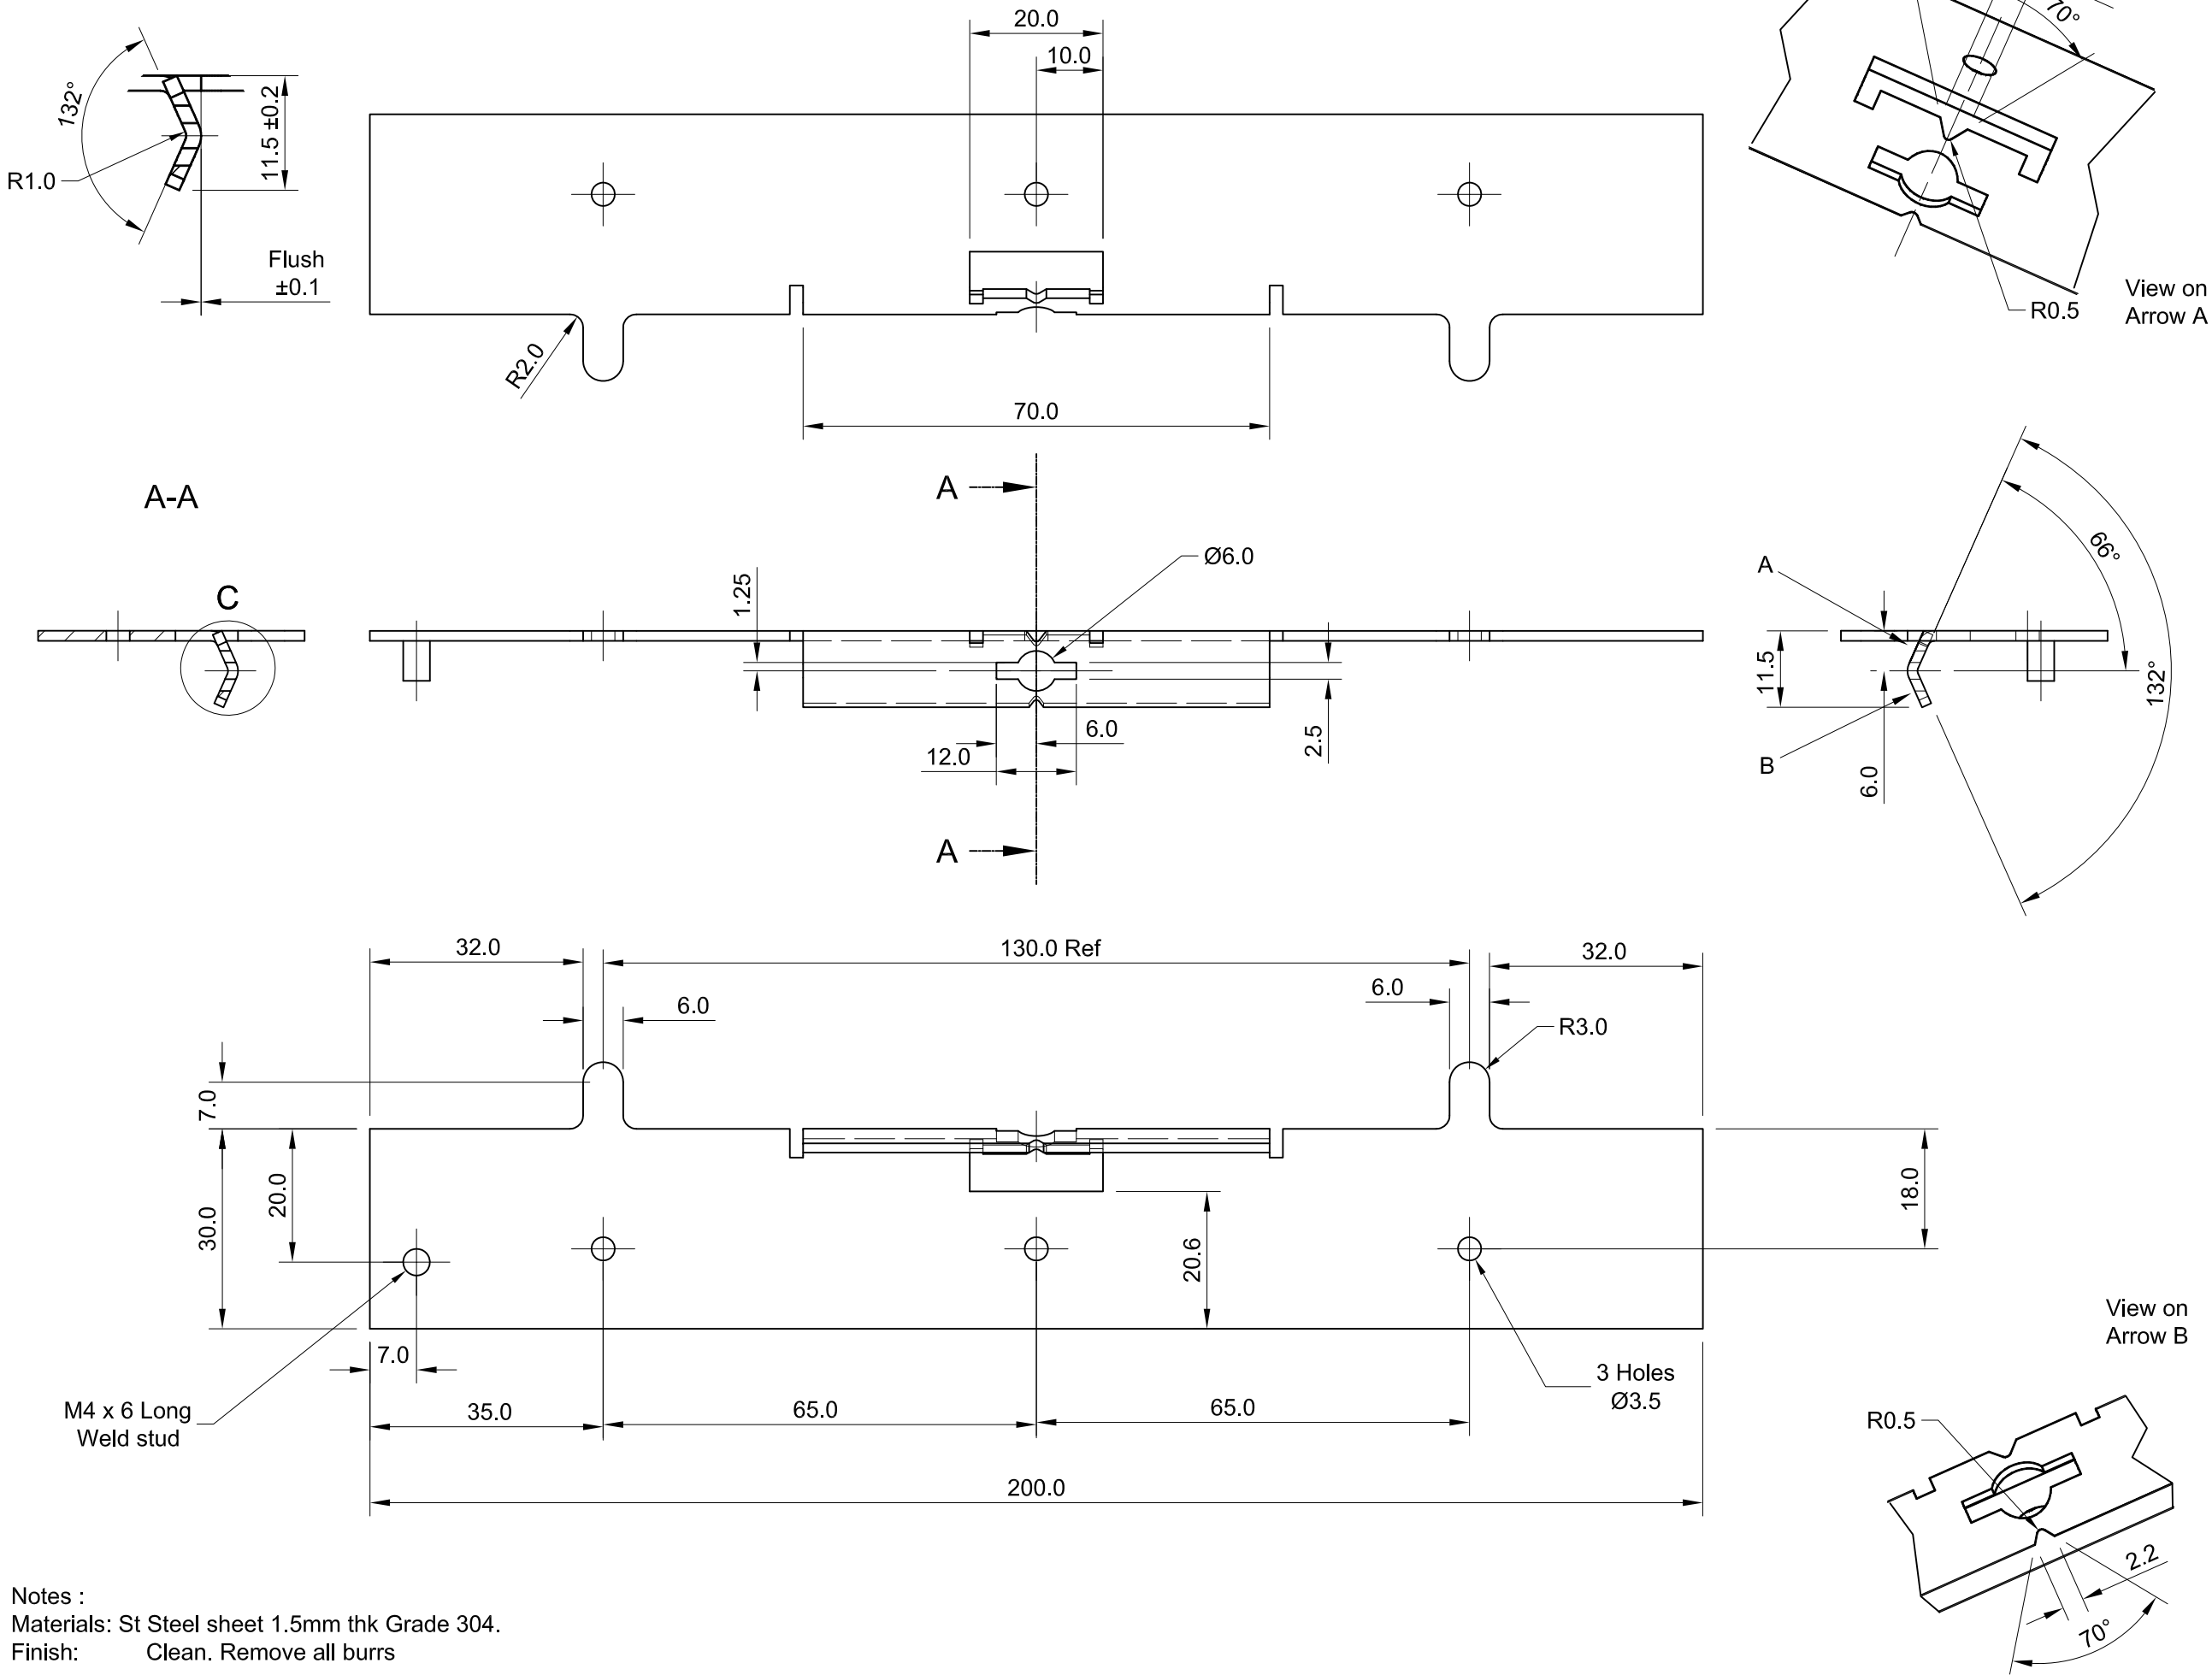 20.0
10.0
132°
11.5 ±0.2
R1.0
Flush
±0.1
R2.0
70.0
70°
R0.5
View on
Arrow A
A-A
C
A
Ø6.0
1.25
6.0
12.0
2.5
A
A
B
11.5
6.0
66°
132°
32.0
130.0 Ref
32.0
6.0
6.0
R3.0
7.0
30.0
20.0
18.0
20.6
7.0
M4 x 6 Long
Weld stud
35.0
65.0
65.0
3 Holes
Ø3.5
200.0
View on
Arrow B
R0.5
2.2
70°
Notes :
Materials: St Steel sheet 1.5mm thk Grade 304.
Finish: Clean. Remove all burrs